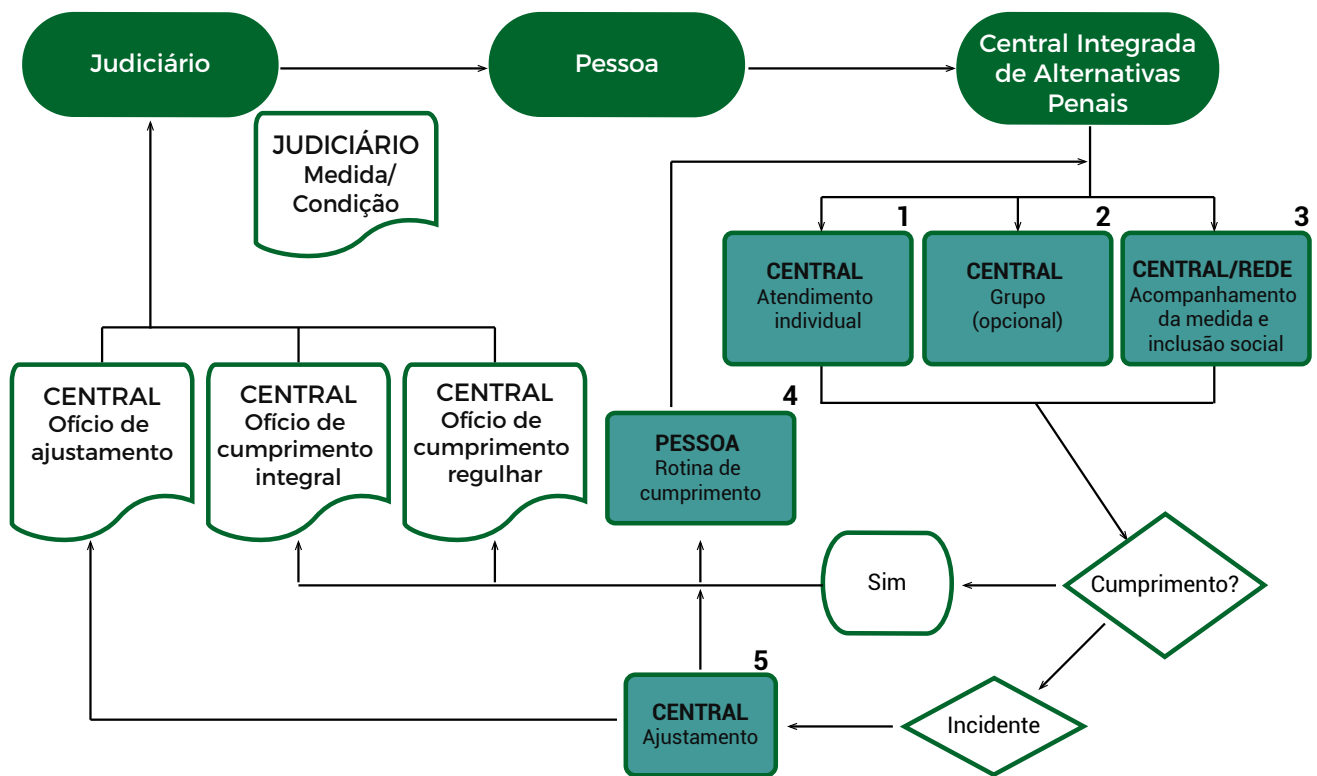 Judiciário
Pessoa
Central Integrada
de Alternativas
Penais
JUDICIÁRIO
Medida/
Condição
1
CENTRAL
Atendimento
individual
2
CENTRAL
Grupo
(opcional)
3
CENTRAL/REDE
Acompanhamento
da medida e
inclusão social
CENTRAL
Ofício de
ajustamento
CENTRAL
Ofício de
cumprimento
integral
CENTRAL
Ofício de
cumprimento
regulhar
4
PESSOA
Rotina de
cumprimento
Sim
Cumprimento?
5
CENTRAL
Ajustamento
Incidente